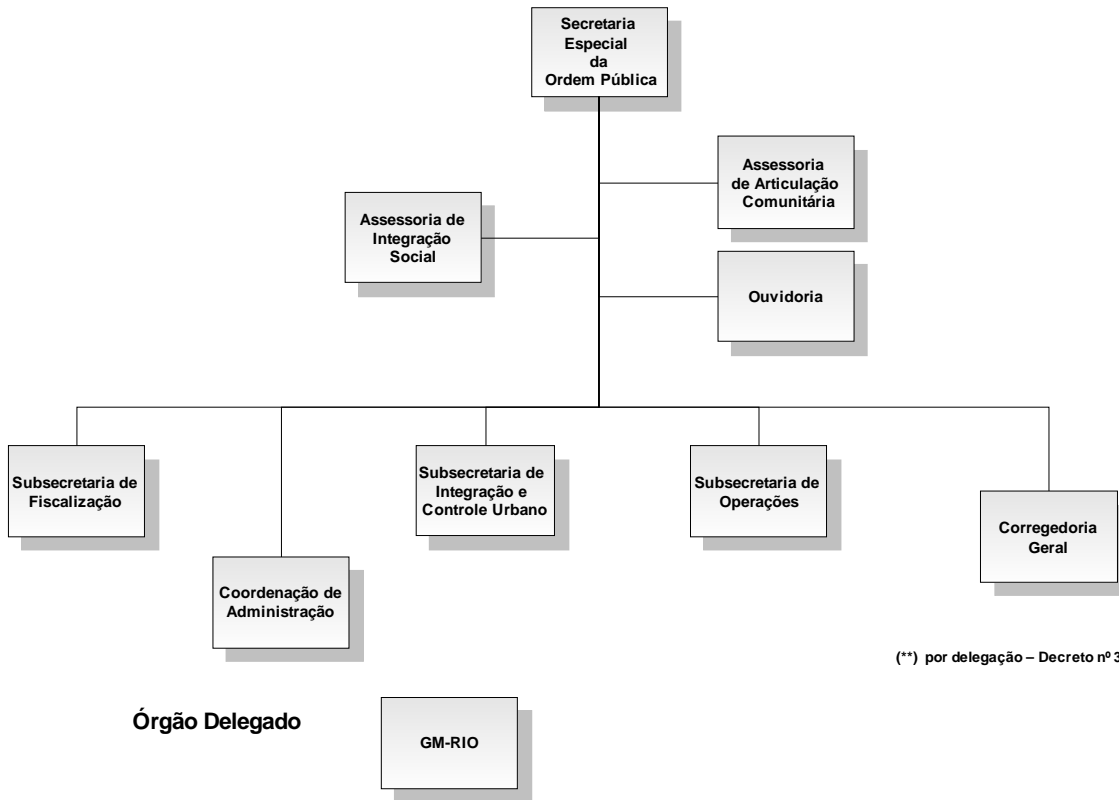 Secretaria
Especial
da
Ordem Pública
Assessoria
de Articulação
Comunitária
Assessoria de
Integração
Social
Ouvidoria
Subsecretaria de
Fiscalização
Subsecretaria de
Integração e
Controle Urbano
Subsecretaria de
Operações
Corregedoria
Geral
Coordenação de
Administração
(**) por delegação – Decreto nº 3
Órgão Delegado
GM-RIO